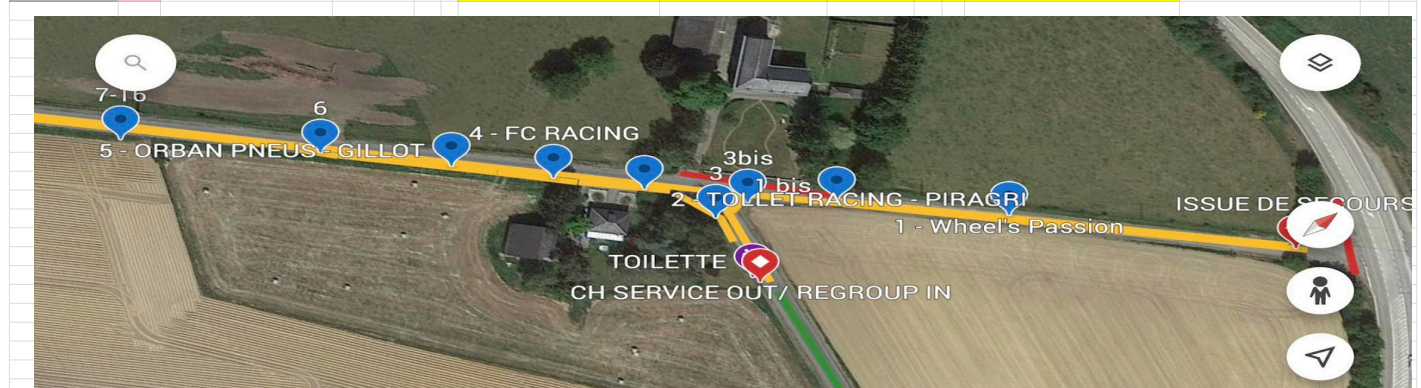 7-16
6
4 - FC RACING
5 - ORBAN PNEUS - GILLOT
3bis
3
1 bis
2 - TOLLET RACING - PIRAGRI
ISSUE DE SECOURS
1 - Wheel's Passion
TOILETTE
CH SERVICE OUT/ REGROUP IN